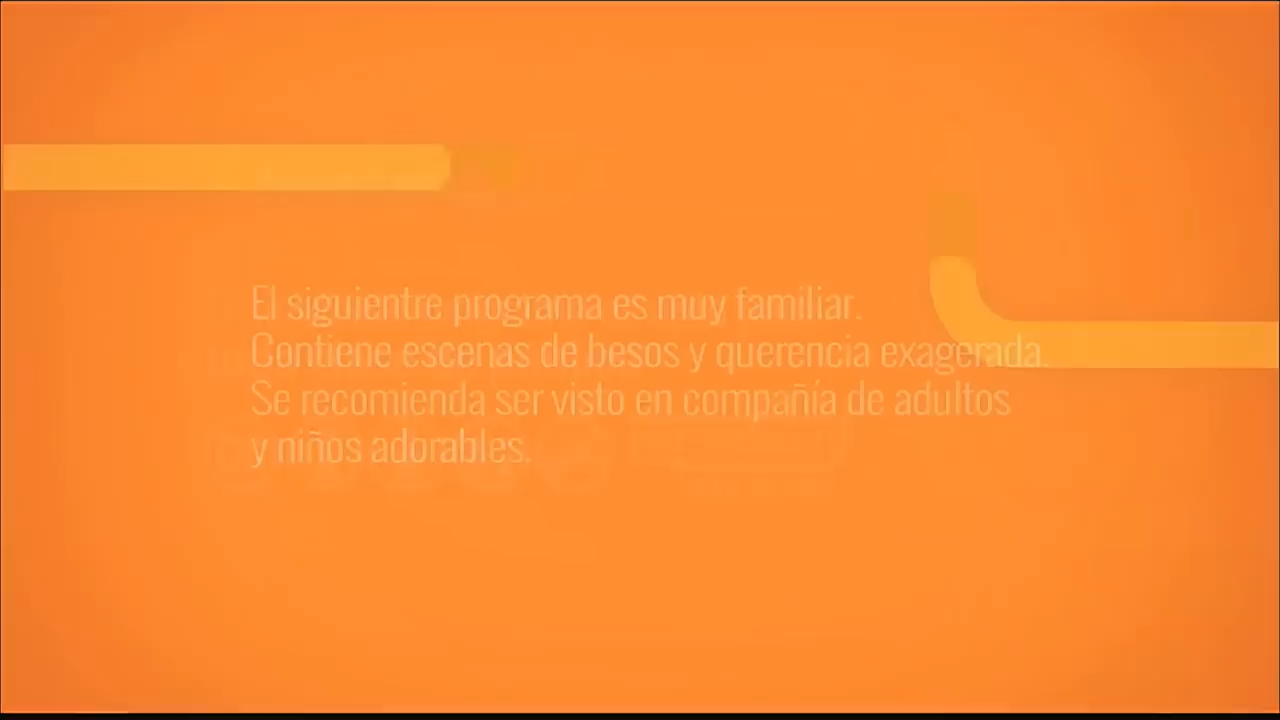 El siguientre programa es muy familiar.
Contiene escenas de besos y querencia exagerada.
Se recomienda ser visto en compañía de adultos
y niños adorables.